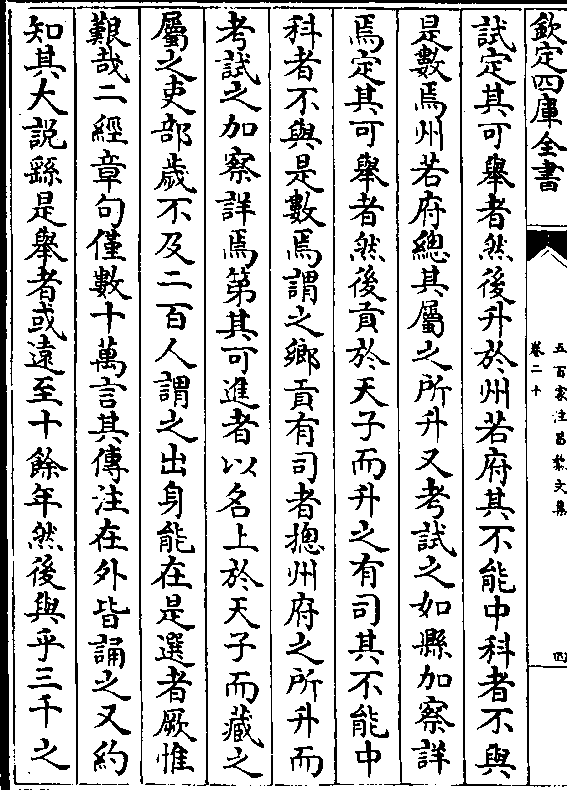 欽定四庫全書
五百家注昌黎文集
卷二十
四
試定其可舉者然後升於州若府其不能中科者不與
是數焉州若府總其屬之所升又考試之如縣加察詳
焉定其可舉者然後貢於天子而升之有司其不能中
科者不與是數焉謂之鄉貢有司者揔州府之所升而
考試之加察詳焉第其可進者以名上於天子而藏之
屬之吏部歲不及二百人謂之出身能在是選者厥惟
艱哉二經章句僅數十萬言其傳注在外皆誦之又約
知其大說繇是舉者或遠至十餘年然後與乎三千之